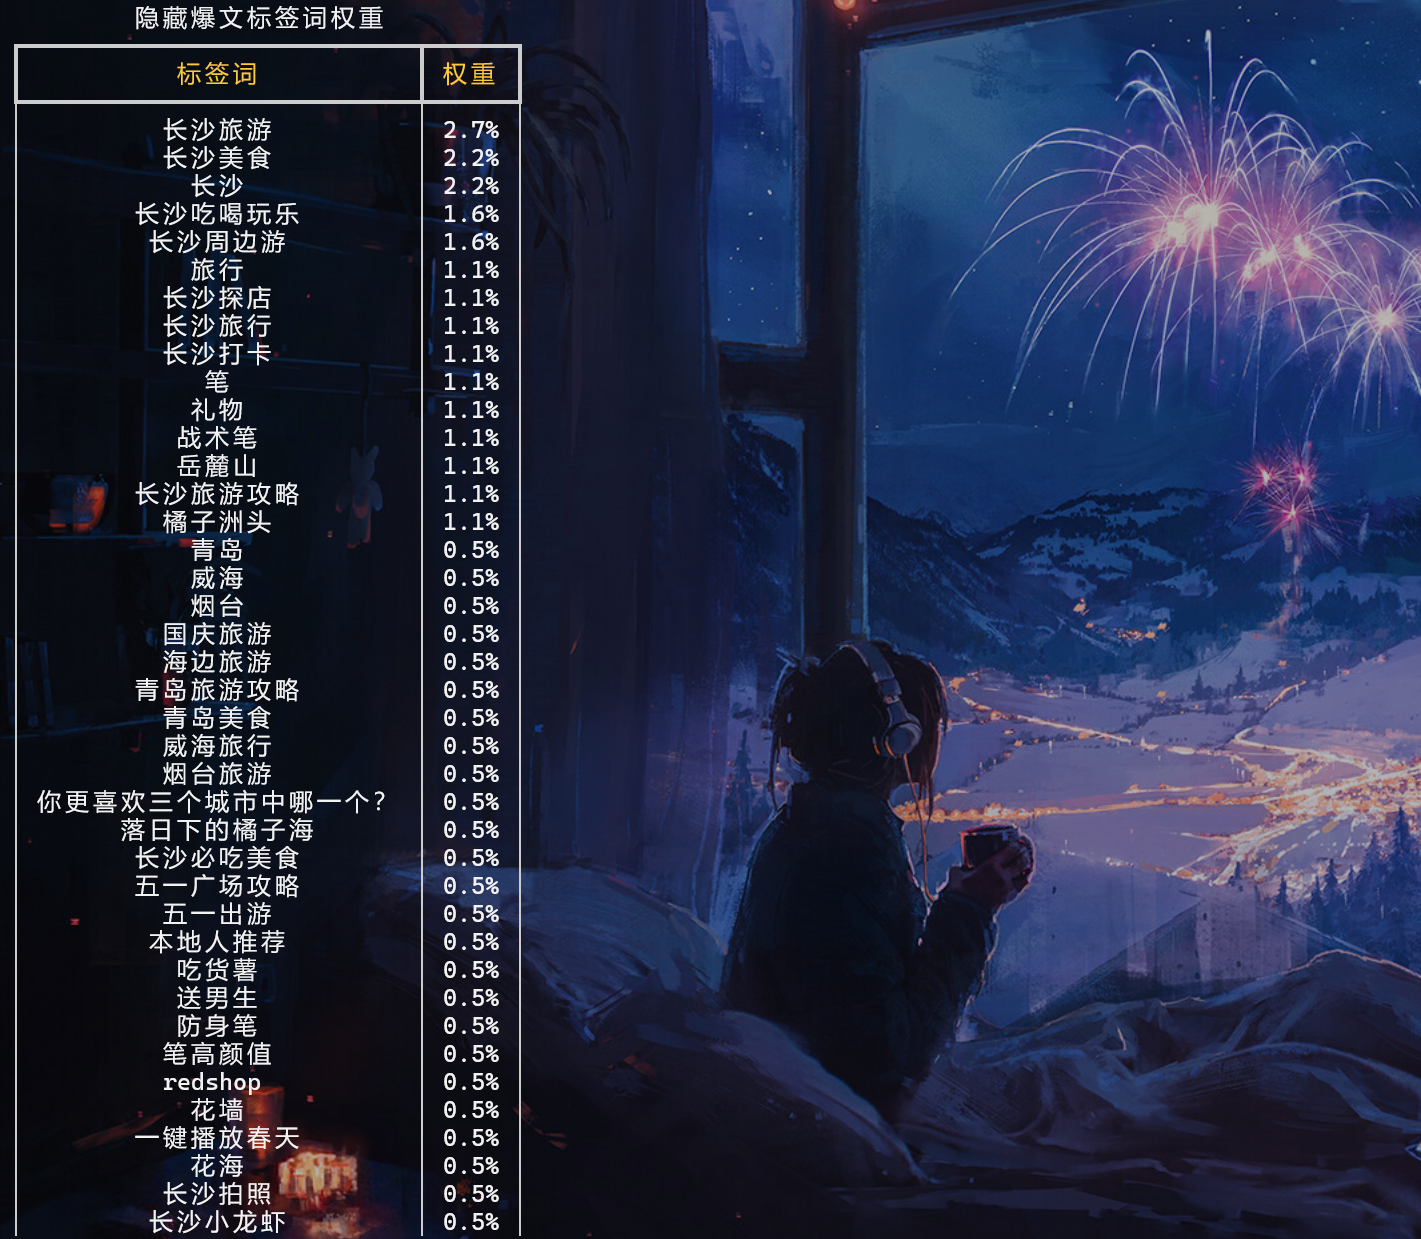 隐藏爆文标签词权重
标签词 权重
长沙旅游 2.7%
长沙美食 2.2%
长沙 2.2%
长沙吃喝玩乐 1.6%
长沙周边游 1.6%
旅行 1.1%
长沙探店 1.1%
长沙旅行 1.1%
长沙打卡 1.1%
笔 1.1%
礼物 1.1%
战术笔 1.1%
岳麓山 1.1%
长沙旅游攻略 1.1%
橘子洲头 1.1%
青岛 0.5%
威海 0.5%
烟台 0.5%
国庆旅游 0.5%
海边旅游 0.5%
青岛旅游攻略 0.5%
青岛美食 0.5%
威海旅行 0.5%
烟台旅游 0.5%
你更喜欢三个城市中哪一个？ 0.5%
落日下的橘子海 0.5%
长沙必吃美食 0.5%
五一广场攻略 0.5%
五一出游 0.5%
本地人推荐 0.5%
吃货薯 0.5%
送男生 0.5%
防身笔 0.5%
笔高颜值 0.5%
redshop 0.5%
花墙 0.5%
一键播放春天 0.5%
花海 0.5%
长沙拍照 0.5%
长沙小龙虾 0.5%